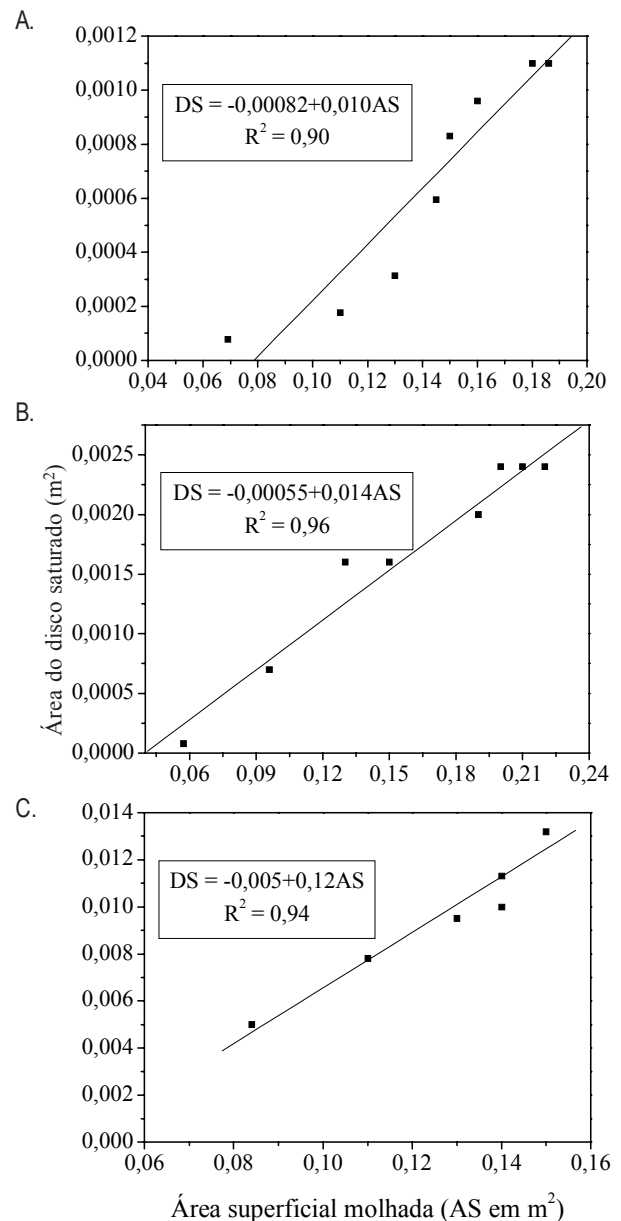 A.
0,0012
0,0010
0,0008
0,0006
0,0004
0,0002
0,0000
DS = -0,00082+0,010AS
R² = 0,90
0,04 0,06 0,08 0,10 0,12 0,14 0,16 0,18 0,20
B.
Área do disco saturado (m²)
0,0025
0,0020
0,0015
0,0010
0,0005
0,0000
DS = -0,00055+0,014AS
R² = 0,96
0,06 0,09 0,12 0,15 0,18 0,21 0,24
C.
0,014
0,012
0,010
0,008
0,006
0,004
0,002
0,000
DS = -0,005+0,12AS
R² = 0,94
0,06 0,08 0,10 0,12 0,14 0,16
Área superficial molhada (AS em m²)